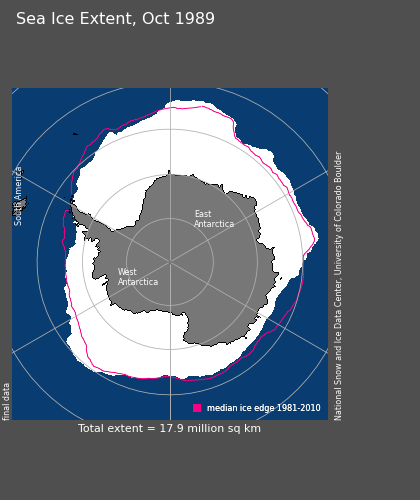 Sea Ice Extent, Oct 1989
South America
East
Antarctica
West
Antarctica
National Snow and Ice Data Center, University of Colorado Boulder
final data
median ice edge 1981-2010
Total extent = 17.9 million sq km